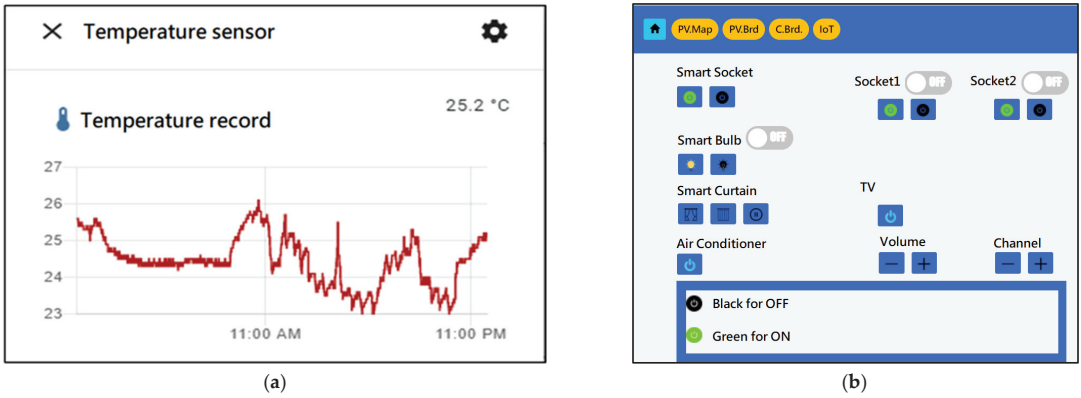 Temperature sensor
Temperature record
25.2 °C
27
26
25
24
23
11:00 AM
11:00 PM
(a)
PV.Map
PV.Brd
C.Brd.
IoT
Smart Socket
Socket1 OFF
Socket2 OFF
Smart Bulb OFF
Smart Curtain
TV
Air Conditioner
Volume
Channel
Black for OFF
Green for ON
(b)